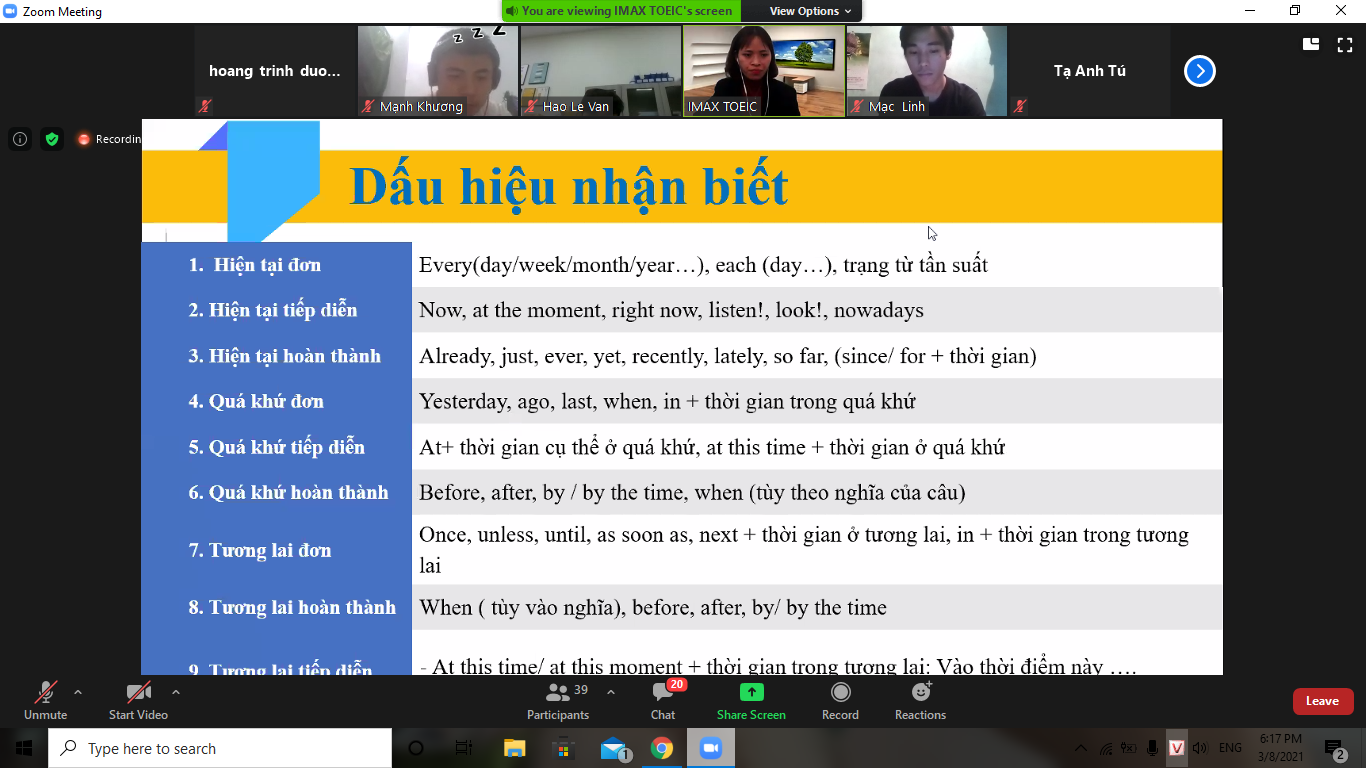 Zoom Meeting
You are viewing IMAX TOEIC's screen
View Options
hoang trinh duo...
Mạnh Khương
z z Z
Hao Le Van
IMAX TOEIC
Mạc Linh
Tạ Anh Tú
Recordin
Dấu hiệu nhận biết
1. Hiện tại đơn
Every(day/week/month/year…), each (day…), trạng từ tần suất
2. Hiện tại tiếp diễn
Now, at the moment, right now, listen!, look!, nowadays
3. Hiện tại hoàn thành
Already, just, ever, yet, recently, lately, so far, (since/ for + thời gian)
4. Quá khứ đơn
Yesterday, ago, last, when, in + thời gian trong quá khứ
5. Quá khứ tiếp diễn
At+ thời gian cụ thể ở quá khứ, at this time + thời gian ở quá khứ
6. Quá khứ hoàn thành
Before, after, by / by the time, when (tùy theo nghĩa của câu)
7. Tương lai đơn
Once, unless, until, as soon as, next + thời gian ở tương lai, in + thời gian trong tương
lai
8. Tương lai hoàn thành
When ( tùy vào nghĩa), before, after, by/ by the time
9. Tương lai tiếp diễn
- At this time/ at this moment + thời gian trong tương lai: Vào thời điểm này ….
Unmute
Start Video
39
Participants
20
Chat
Share Screen
Record
Reactions
Leave
Type here to search
1
V
ENG
6:17 PM
3/8/2021
2